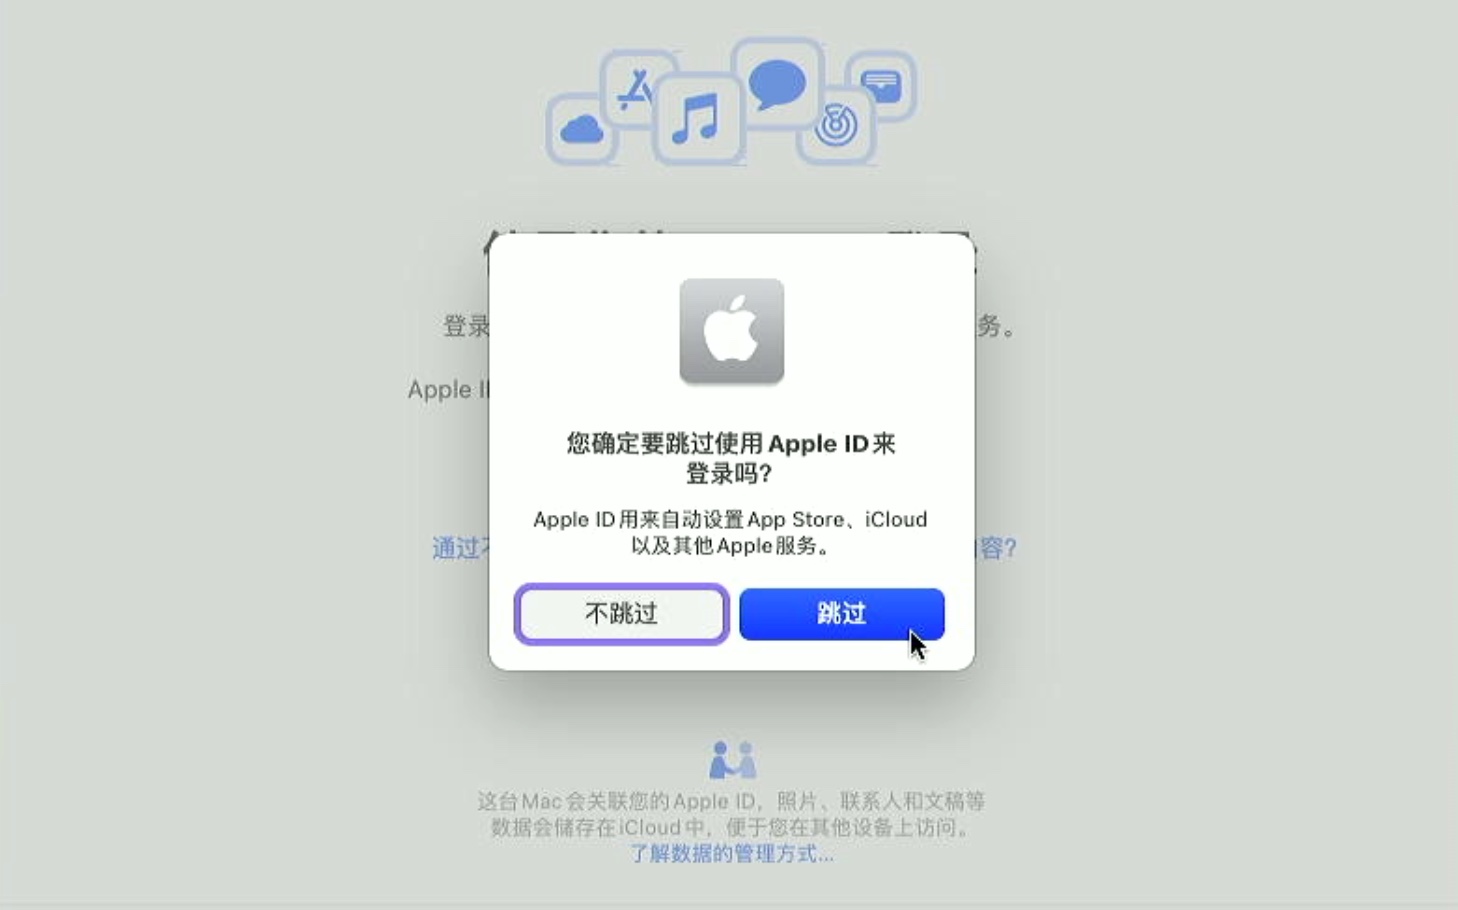 登录
务。
Apple I
您确定要跳过使用 Apple ID 来
登录吗？
Apple ID 用来自动设置 App Store、iCloud
以及其他 Apple 服务。
通过不
容？
不跳过
跳过
这台 Mac 会关联您的 Apple ID，照片、联系人和文稿等
数据会储存在 iCloud 中，便于您在其他设备上访问。
了解数据的管理方式...